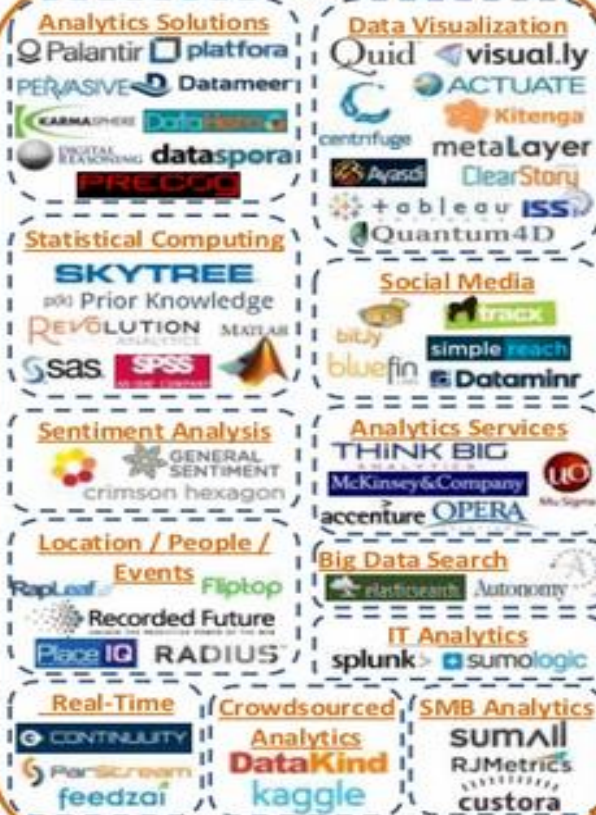 Analytics Solutions
Palantir platfora
PERVASIVE Datameer
KARMASPHERE DataHero
DIGITAL REASONING dataspora
PRECOG
Statistical Computing
SKYTREE
p(k) Prior Knowledge
REVOLUTION ANALYTICS MATLAB
sas SPSS AN IBM COMPANY
Sentiment Analysis
GENERAL SENTIMENT
crimson hexagon
Location / People /
Events
RapLeaf Fliptop
Recorded Future
Place IQ RADIUS
Data Visualization
Quid visual.ly
ACTUATE
centrifuge Kitenga
metaLayer
Ayasdi ClearStory
+ a b l e a u ISS
Quantum4D
Social Media
bitly tracx
simple reach
bluefin Dataminr
Analytics Services
THINK BIG
ANALYTICS
McKinsey&Company
Mu Sigma
accenture OPERA
Big Data Search
elasticsearch. Autonomy
IT Analytics
splunk> sumologic
Real-Time
CONTINUUITY
ParStream
feedzai
Crowdsourced
Analytics
DataKind
kaggle
SMB Analytics
sumAll
RJMetrics
custora